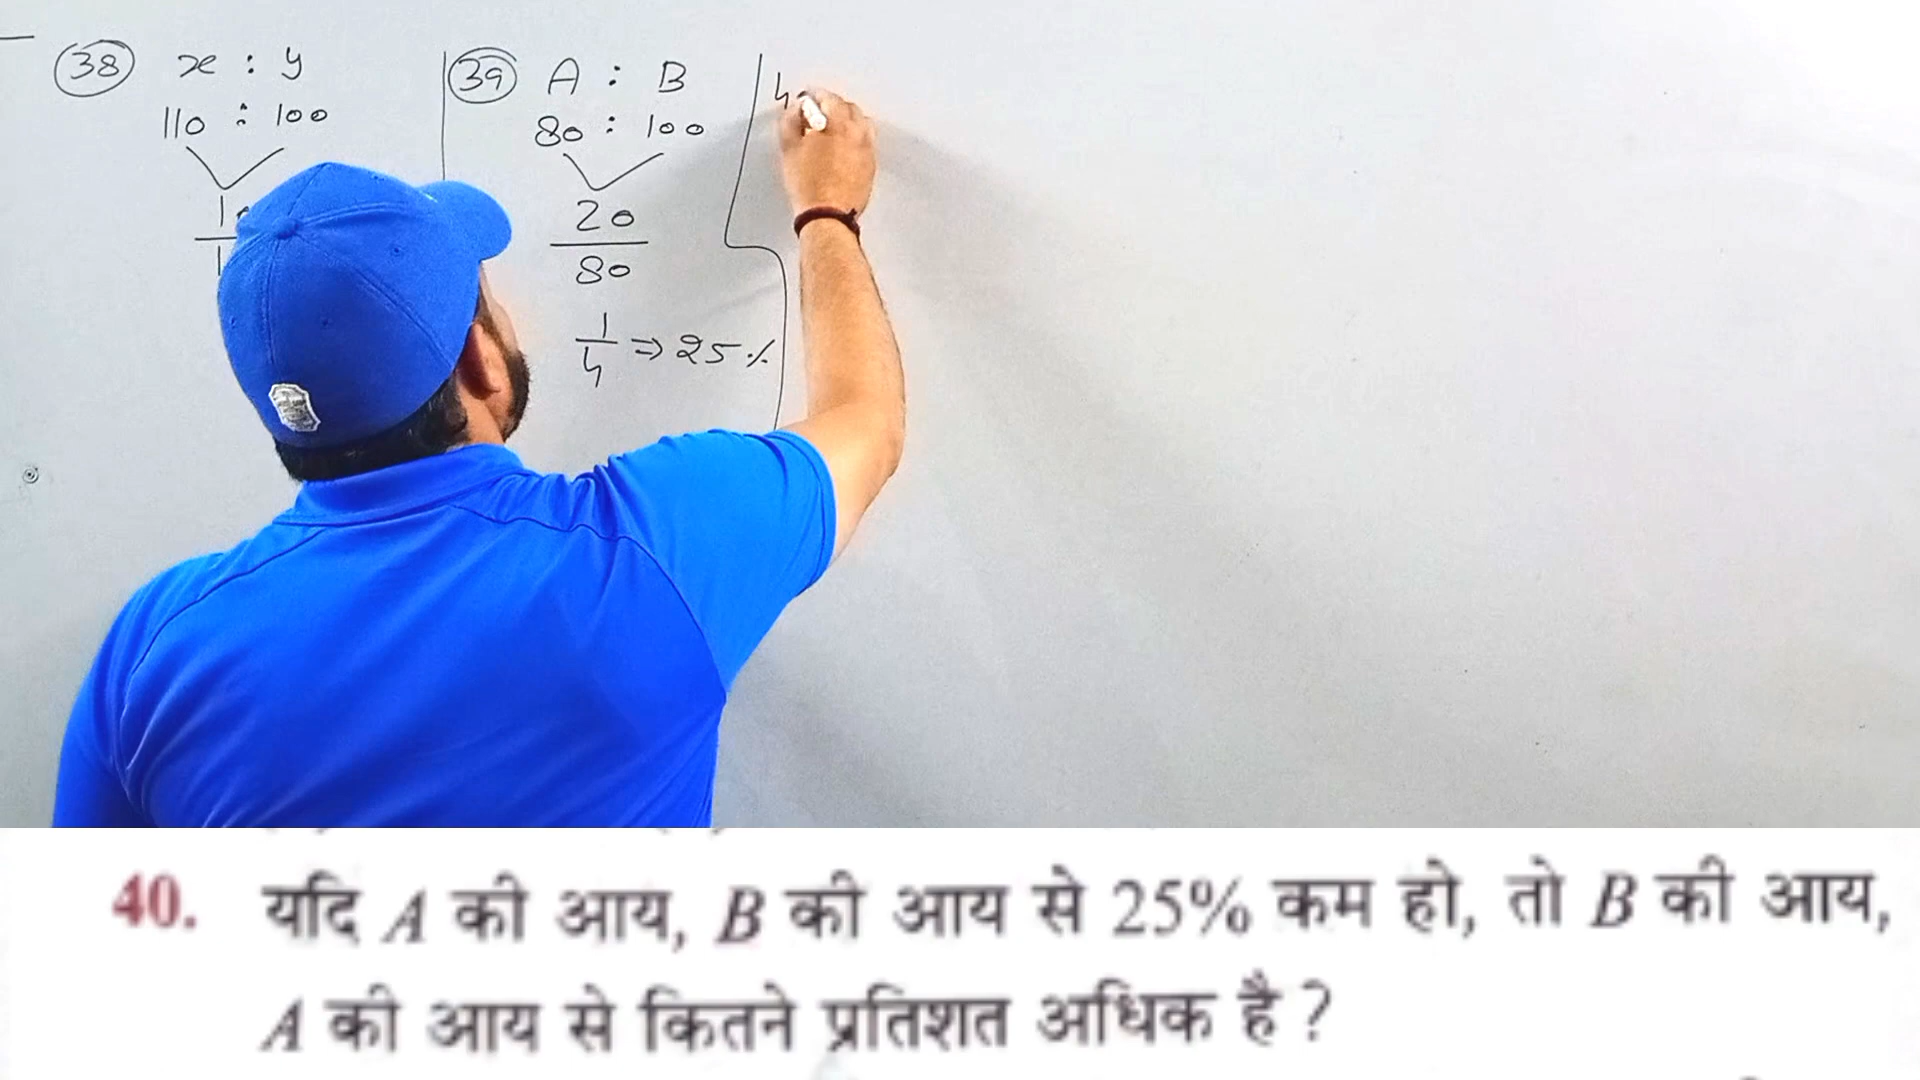 38 x : y
110 : 100
39 A : B
80 : 100
20
80
1
4 ⇒ 25%
40. यदि A की आय, B की आय से 25% कम हो, तो B की आय,
A की आय से कितने प्रतिशत अधिक है ?